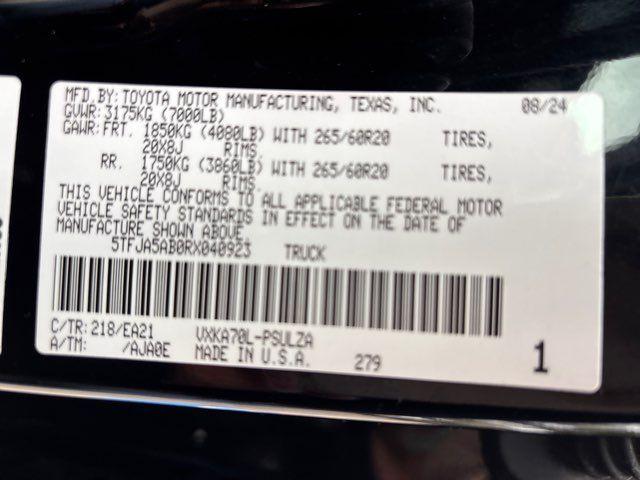 MFD.BY: TOYOTA MOTOR MANUFACTURING, TEXAS, INC. 08/24
GVWR: 3175KG (7000LB)
GAWR: FRT. 1850KG (4080LB) WITH 265/60R20 TIRES,
20X8J RIMS.
RR. 1750KG (3860LB) WITH 265/60R20 TIRES,
20X8J RIMS.
THIS VEHICLE CONFORMS TO ALL APPLICABLE FEDERAL MOTOR
VEHICLE SAFETY STANDARDS IN EFFECT ON THE DATE OF
MANUFACTURE SHOWN ABOVE.
5TFJA5AB0RX040923 TRUCK
C/TR: 218/EA21 VXKA70L-PSULZA
A/TM: /AJA0E MADE IN U.S.A. 279 1